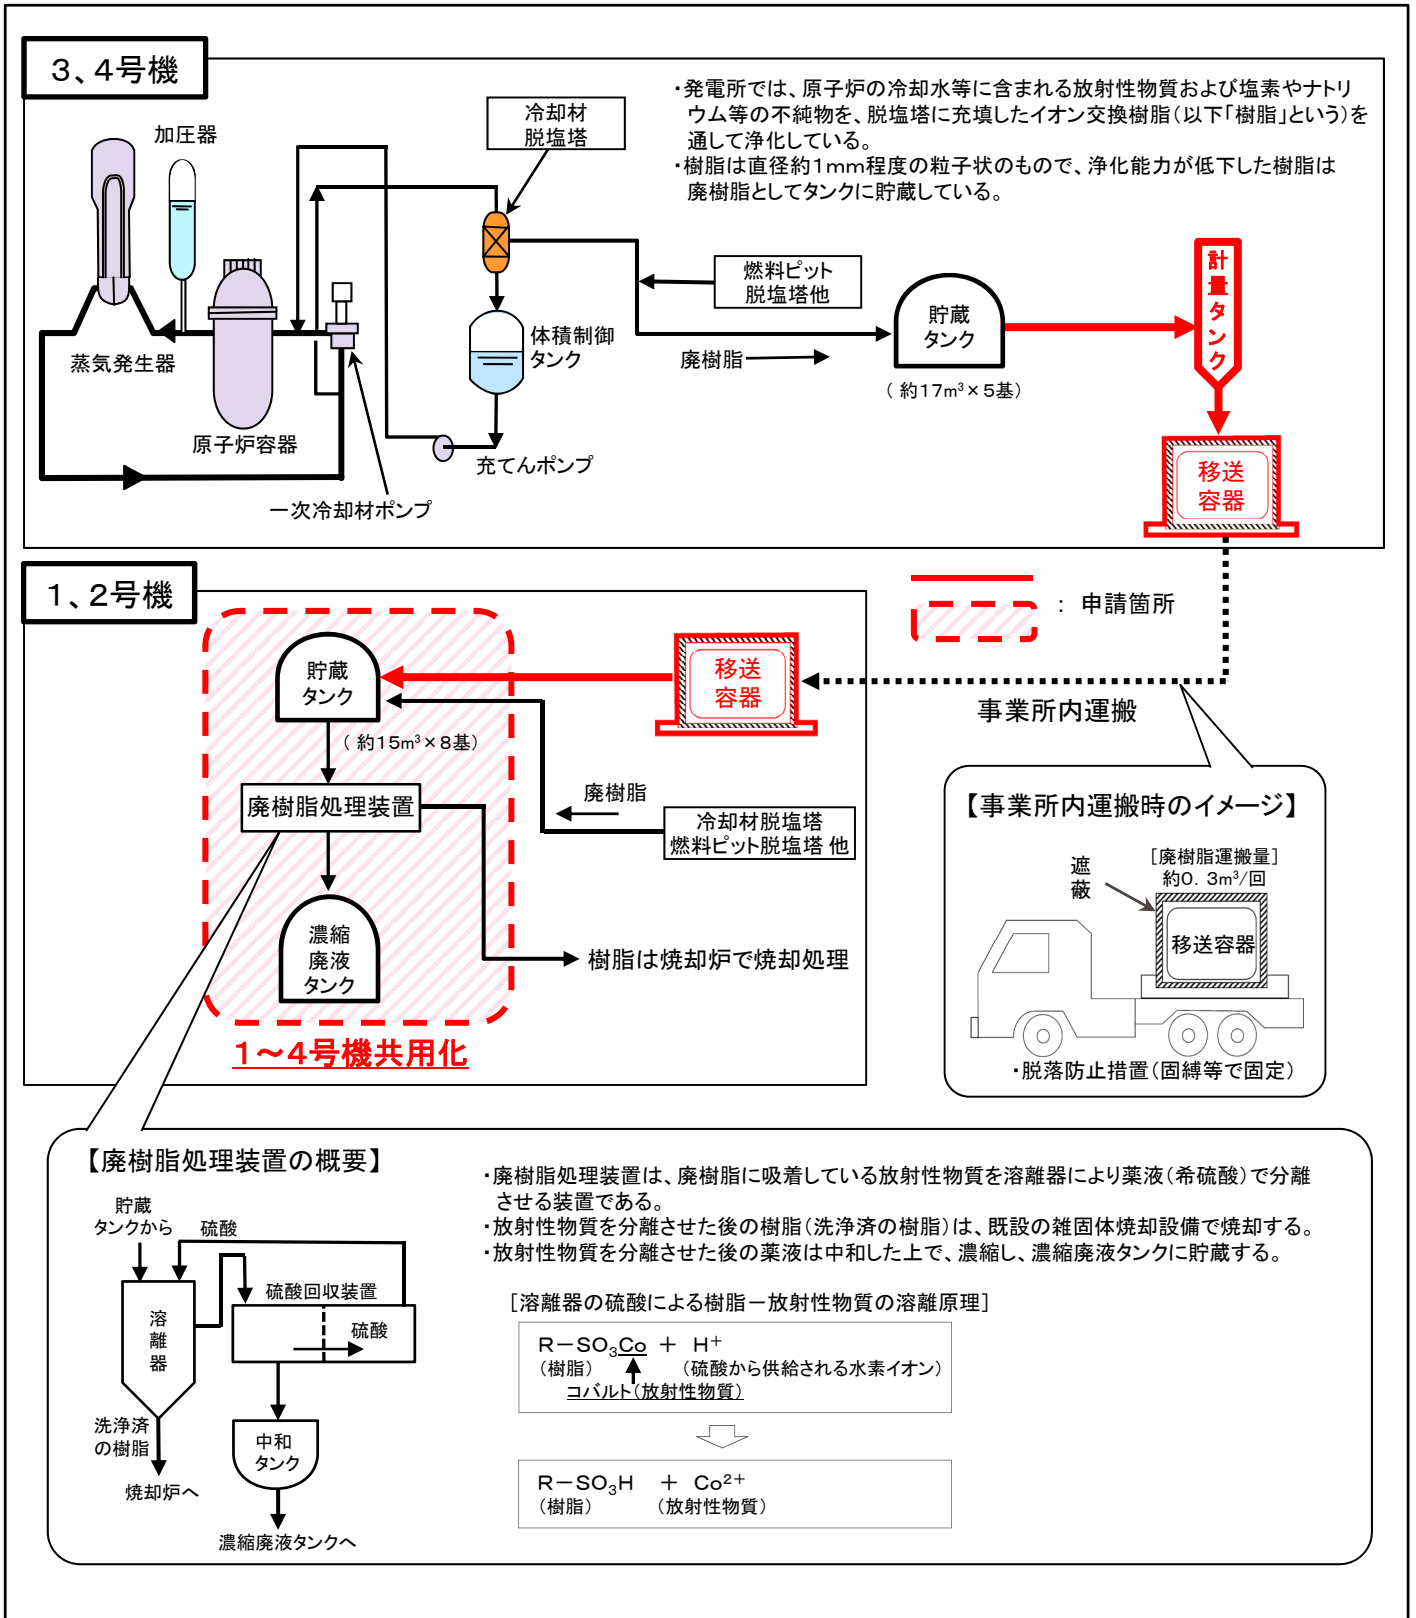 3、4号機
・発電所では、原子炉の冷却水等に含まれる放射性物質および塩素やナトリ
ウム等の不純物を、脱塩塔に充填したイオン交換樹脂(以下「樹脂」という)を
通して浄化している。
・樹脂は直径約1mm程度の粒子状のもので、浄化能力が低下した樹脂は
廃樹脂としてタンクに貯蔵している。
加圧器
冷却材
脱塩塔
蒸気発生器
原子炉容器
一次冷却材ポンプ
体積制御
タンク
充てんポンプ
燃料ピット
脱塩塔他
廃樹脂
貯蔵
タンク
(約17m³×5基)
計量タンク
移送
容器
1、2号機
:申請箇所
貯蔵
タンク
(約15m³×8基)
移送
容器
事業所内運搬
廃樹脂処理装置
廃樹脂
冷却材脱塩塔
燃料ピット脱塩塔 他
濃縮
廃液
タンク
樹脂は焼却炉で焼却処理
1~4号機共用化
【事業所内運搬時のイメージ】
遮
蔽
[廃樹脂運搬量]
約0.3m³/回
移送容器
・脱落防止措置(固縛等で固定)
【廃樹脂処理装置の概要】
貯蔵
タンクから
硫酸
硫酸回収装置
硫酸
溶
離
器
洗浄済
の樹脂
焼却炉へ
中和
タンク
濃縮廃液タンクへ
・廃樹脂処理装置は、廃樹脂に吸着している放射性物質を溶離器により薬液(希硫酸)で分離
させる装置である。
・放射性物質を分離させた後の樹脂(洗浄済の樹脂)は、既設の雑固体焼却設備で焼却する。
・放射性物質を分離させた後の薬液は中和した上で、濃縮し、濃縮廃液タンクに貯蔵する。
[溶離器の硫酸による樹脂-放射性物質の溶離原理]
R-SO₃Co + H⁺
(樹脂) (硫酸から供給される水素イオン)
コバルト(放射性物質)
R-SO₃H + Co²⁺
(樹脂) (放射性物質)